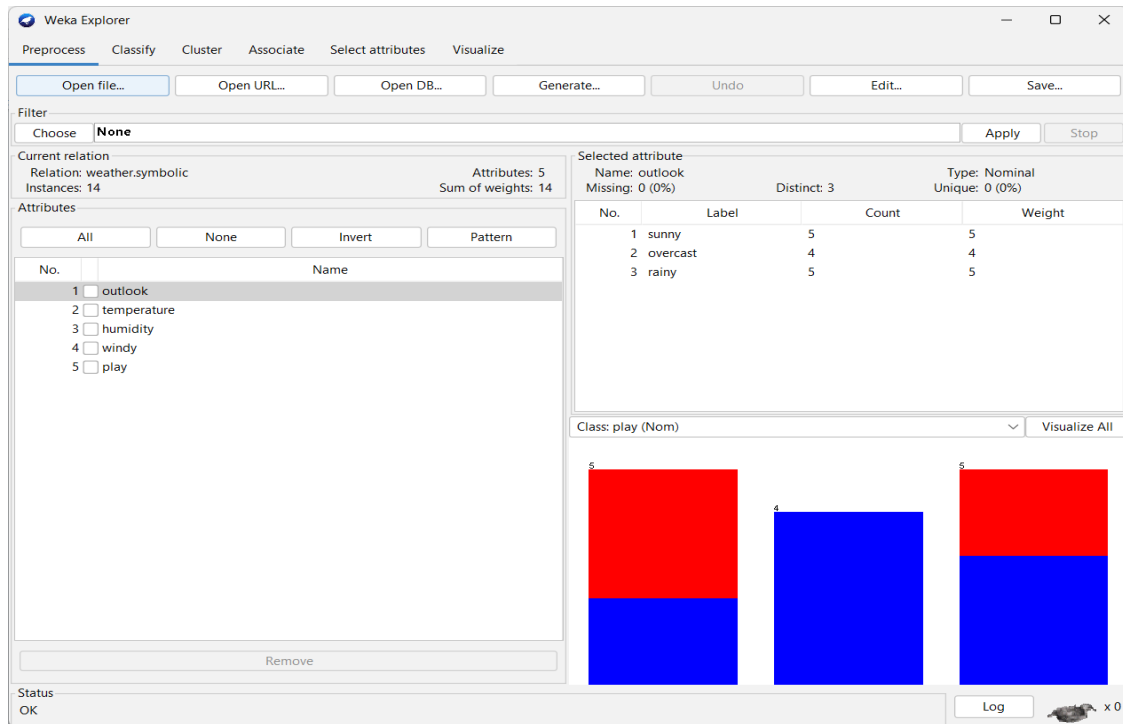 Weka Explorer
Preprocess Classify Cluster Associate Select attributes Visualize
Open file... Open URL... Open DB... Generate... Undo Edit... Save...
Filter
Choose None Apply Stop
Current relation
Relation: weather.symbolic Attributes: 5
Instances: 14 Sum of weights: 14
Attributes
All None Invert Pattern
No. Name
1 outlook
2 temperature
3 humidity
4 windy
5 play
Remove
Selected attribute
Name: outlook Type: Nominal
Missing: 0 (0%) Distinct: 3 Unique: 0 (0%)
No. Label Count Weight
1 sunny 5 5
2 overcast 4 4
3 rainy 5 5
Class: play (Nom) Visualize All
5 4 5
Status
OK
Log x 0